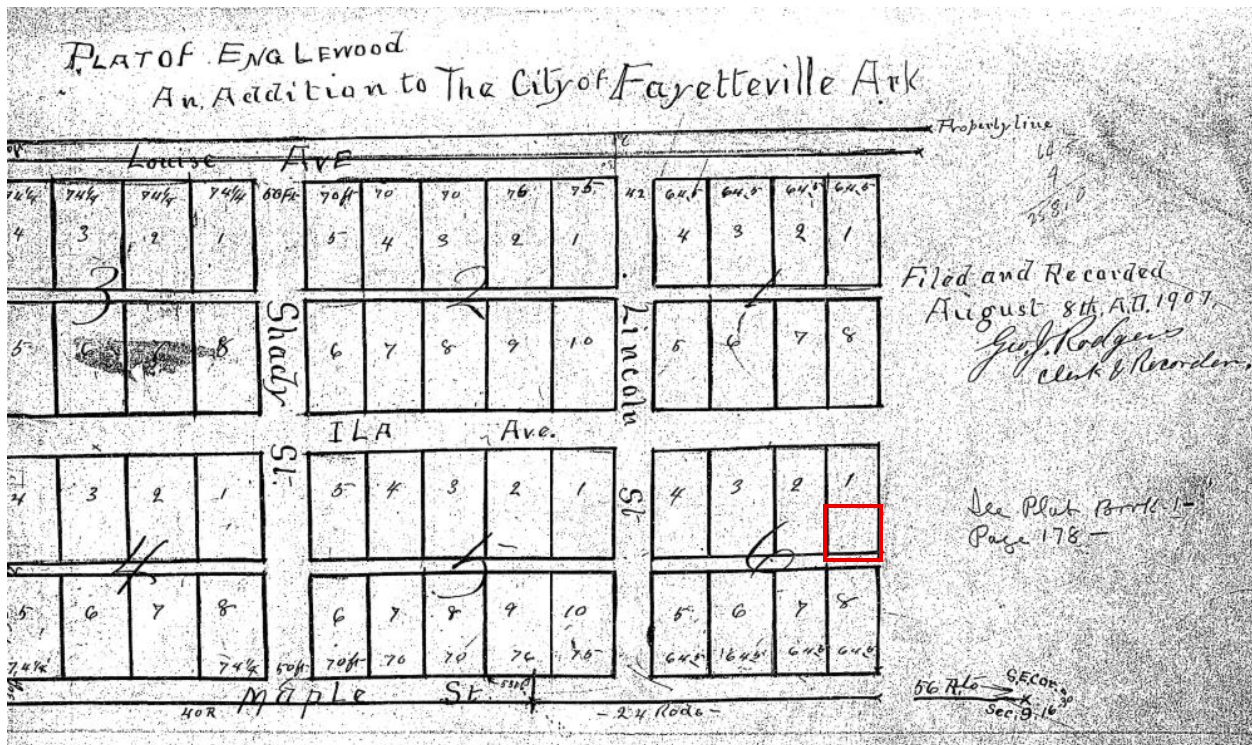 PLAT OF ENGLEWOOD
An Addition to The City of Fayetteville Ark
Property line
Louise AVE
74¼ 74¼ 74¼ 74¼ 50Ft 70ft 70 70 76 75 42 64.5 64.5 64.5 64.5
4 3 2 1 5 4 3 2 1 4 3 2 1
3 2 1
Filed and Recorded
August 8th A.D. 1907,
Geo. J. Rodgers
Clerk & Recorder.
5 8 6 7 8 9 10 5 6 7 8
Shady St.
Lincoln St
ILA Ave.
4 3 2 1 5 4 3 2 1 4 3 2 1
4 5 6
See Plat Book 1-
Page 178-
5 6 7 8 6 7 8 9 10 5 6 7 8
74¼ 74¼ 50ft 70ft 70 70 76 75 64.5 64.5 64.5 64.5
Maple St.
40R
-24 Rods-
56 R. to
S.E. Cor.
Sec. 9. 16